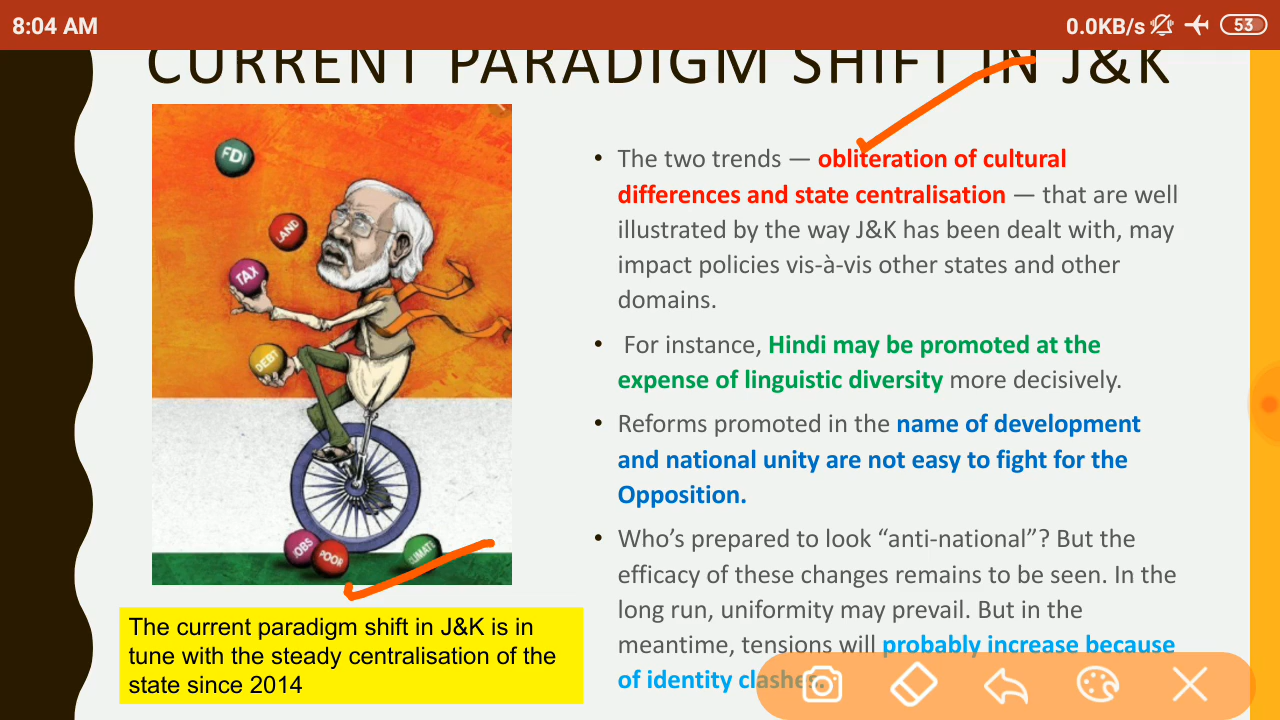 8:04 AM
0.0KB/s
53
CURRENT PARADIGM SHIFT IN J&K
FDI
LAND
TAX
DEBT
JOBS
POOR
CLIMATE
• The two trends — obliteration of cultural
differences and state centralisation — that are well
illustrated by the way J&K has been dealt with, may
impact policies vis-à-vis other states and other
domains.
• For instance, Hindi may be promoted at the
expense of linguistic diversity more decisively.
• Reforms promoted in the name of development
and national unity are not easy to fight for the
Opposition.
• Who’s prepared to look “anti-national”? But the
efficacy of these changes remains to be seen. In the
long run, uniformity may prevail. But in the
meantime, tensions will probably increase because
of identity clashes.
The current paradigm shift in J&K is in
tune with the steady centralisation of the
state since 2014